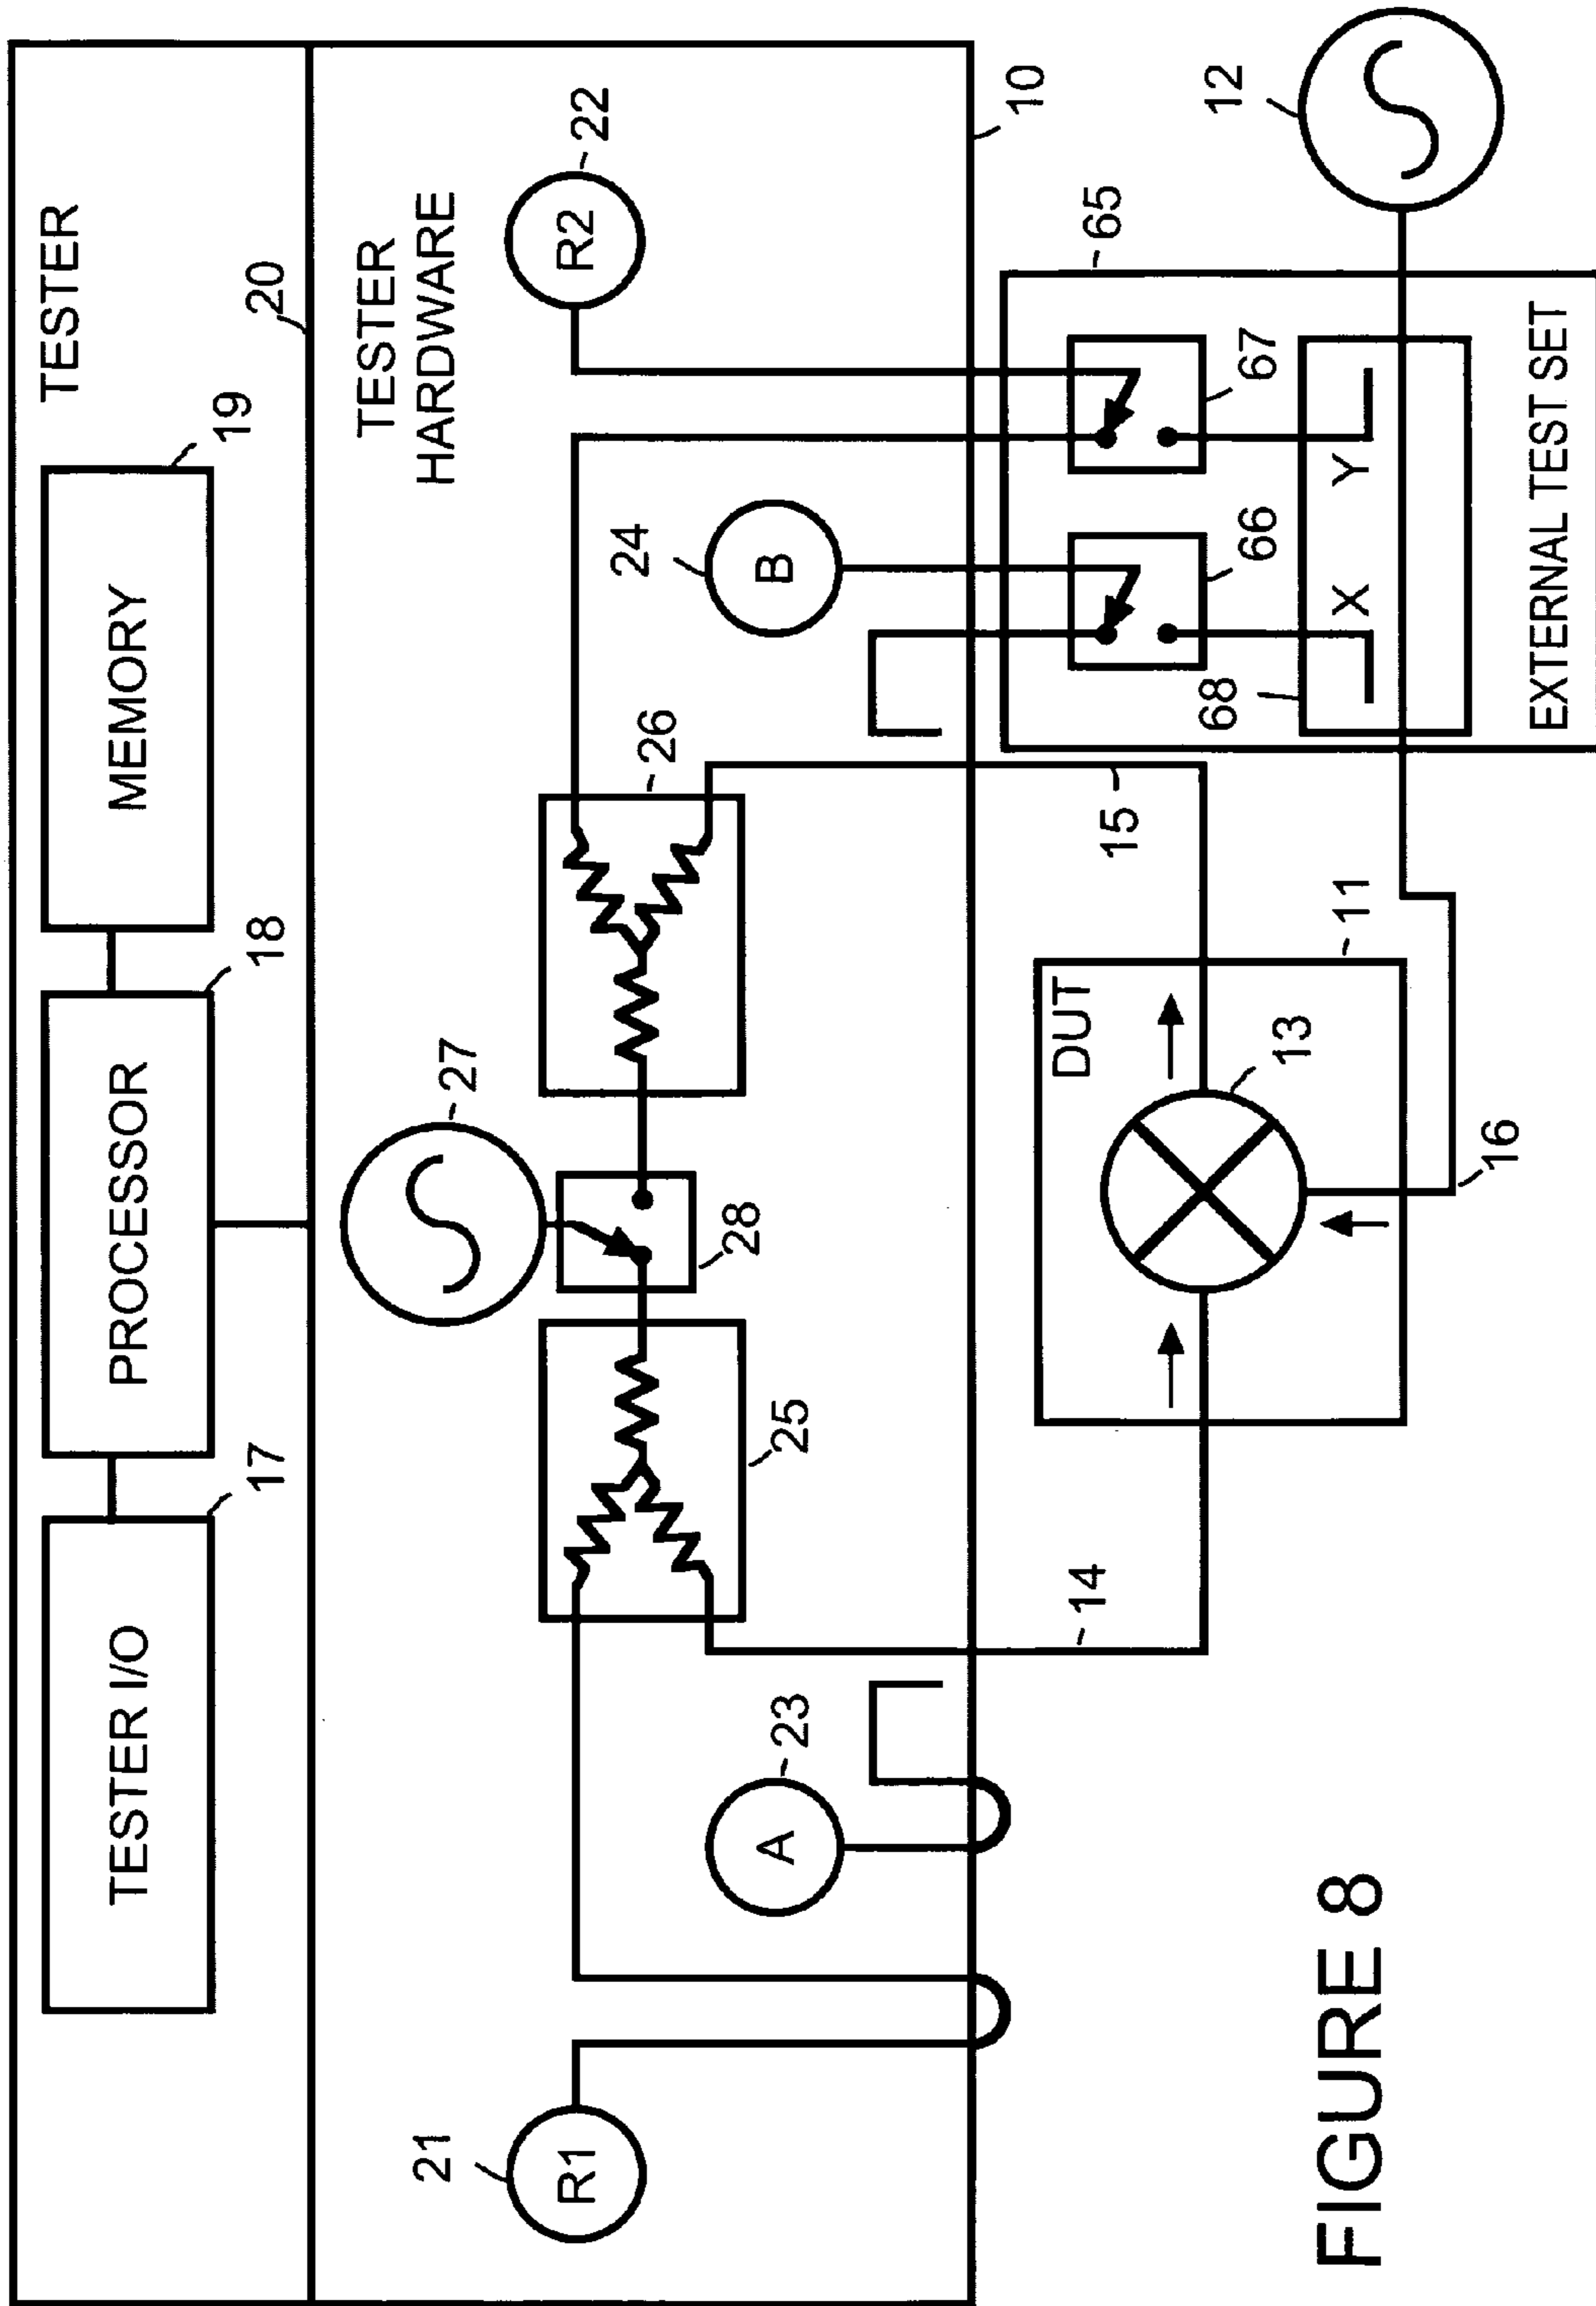 TESTER
TESTER I/O
17
PROCESSOR
18
MEMORY
19
20
TESTER
HARDWARE
21
R1
27
R2
22
A
23
25
28
26
24
B
10
14
15
65
12
DUT
11
13
16
66
67
68
X
Y
EXTERNAL TEST SET
FIGURE 8